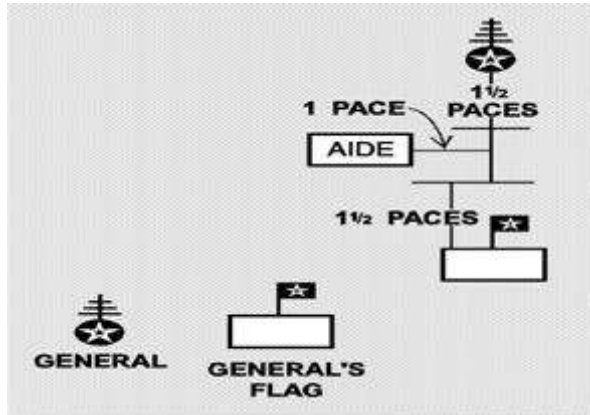 1½
PACES
1 PACE
AIDE
1½ PACES
GENERAL
GENERAL'S
FLAG